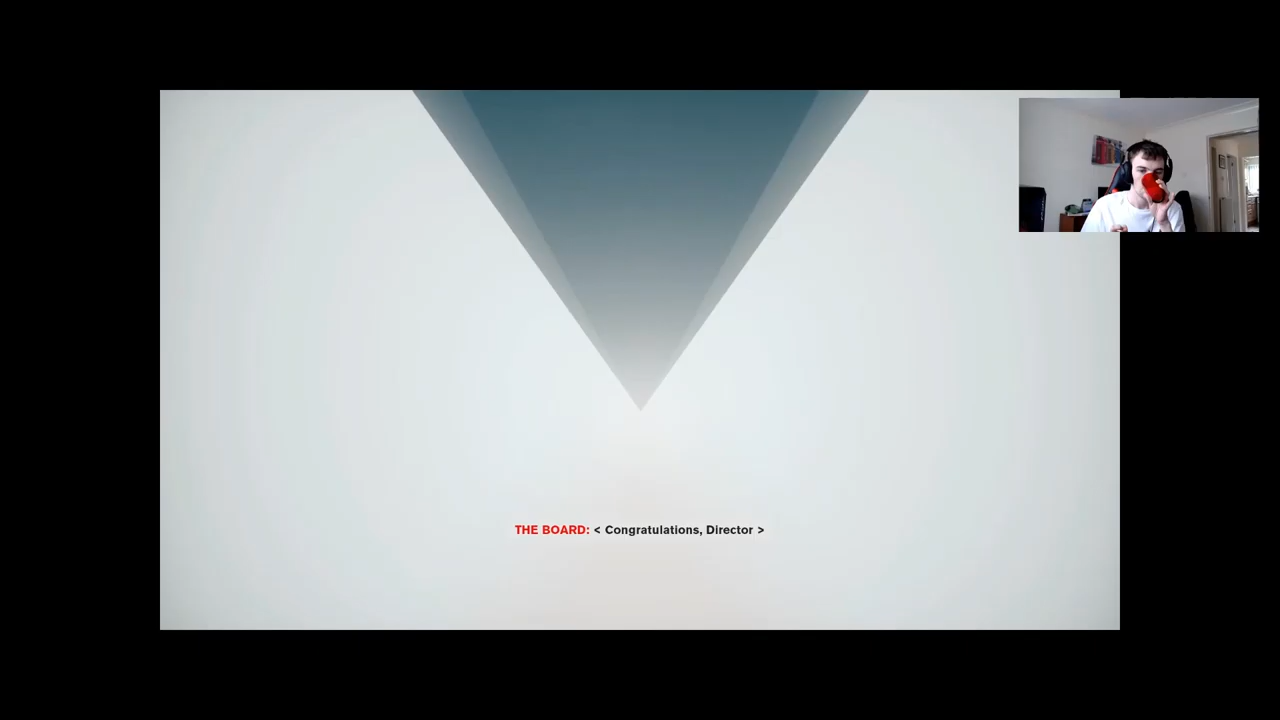 THE BOARD: < Congratulations, Director >